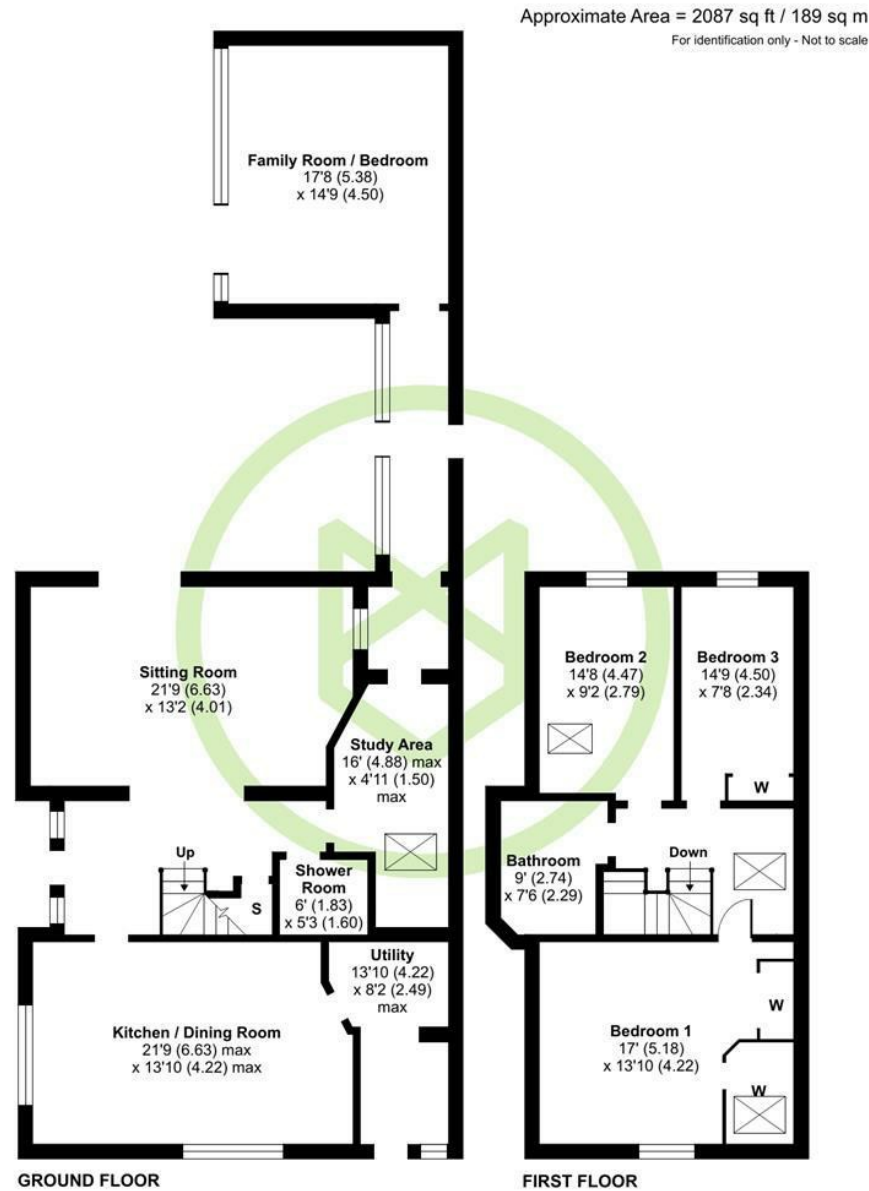 Approximate Area = 2087 sq ft / 189 sq m
For identification only - Not to scale
Family Room / Bedroom
17'8 (5.38)
x 14'9 (4.50)
Sitting Room
21'9 (6.63)
x 13'2 (4.01)
Study Area
16' (4.88) max
x 4'11 (1.50)
max
Up
S
Shower
Room
6' (1.83)
x 5'3 (1.60)
Utility
13'10 (4.22)
x 8'2 (2.49)
max
Kitchen / Dining Room
21'9 (6.63) max
x 13'10 (4.22) max
GROUND FLOOR
Bedroom 2
14'8 (4.47)
x 9'2 (2.79)
Bedroom 3
14'9 (4.50)
x 7'8 (2.34)
W
Bathroom
9' (2.74)
x 7'6 (2.29)
Down
Bedroom 1
17' (5.18)
x 13'10 (4.22)
W
W
FIRST FLOOR